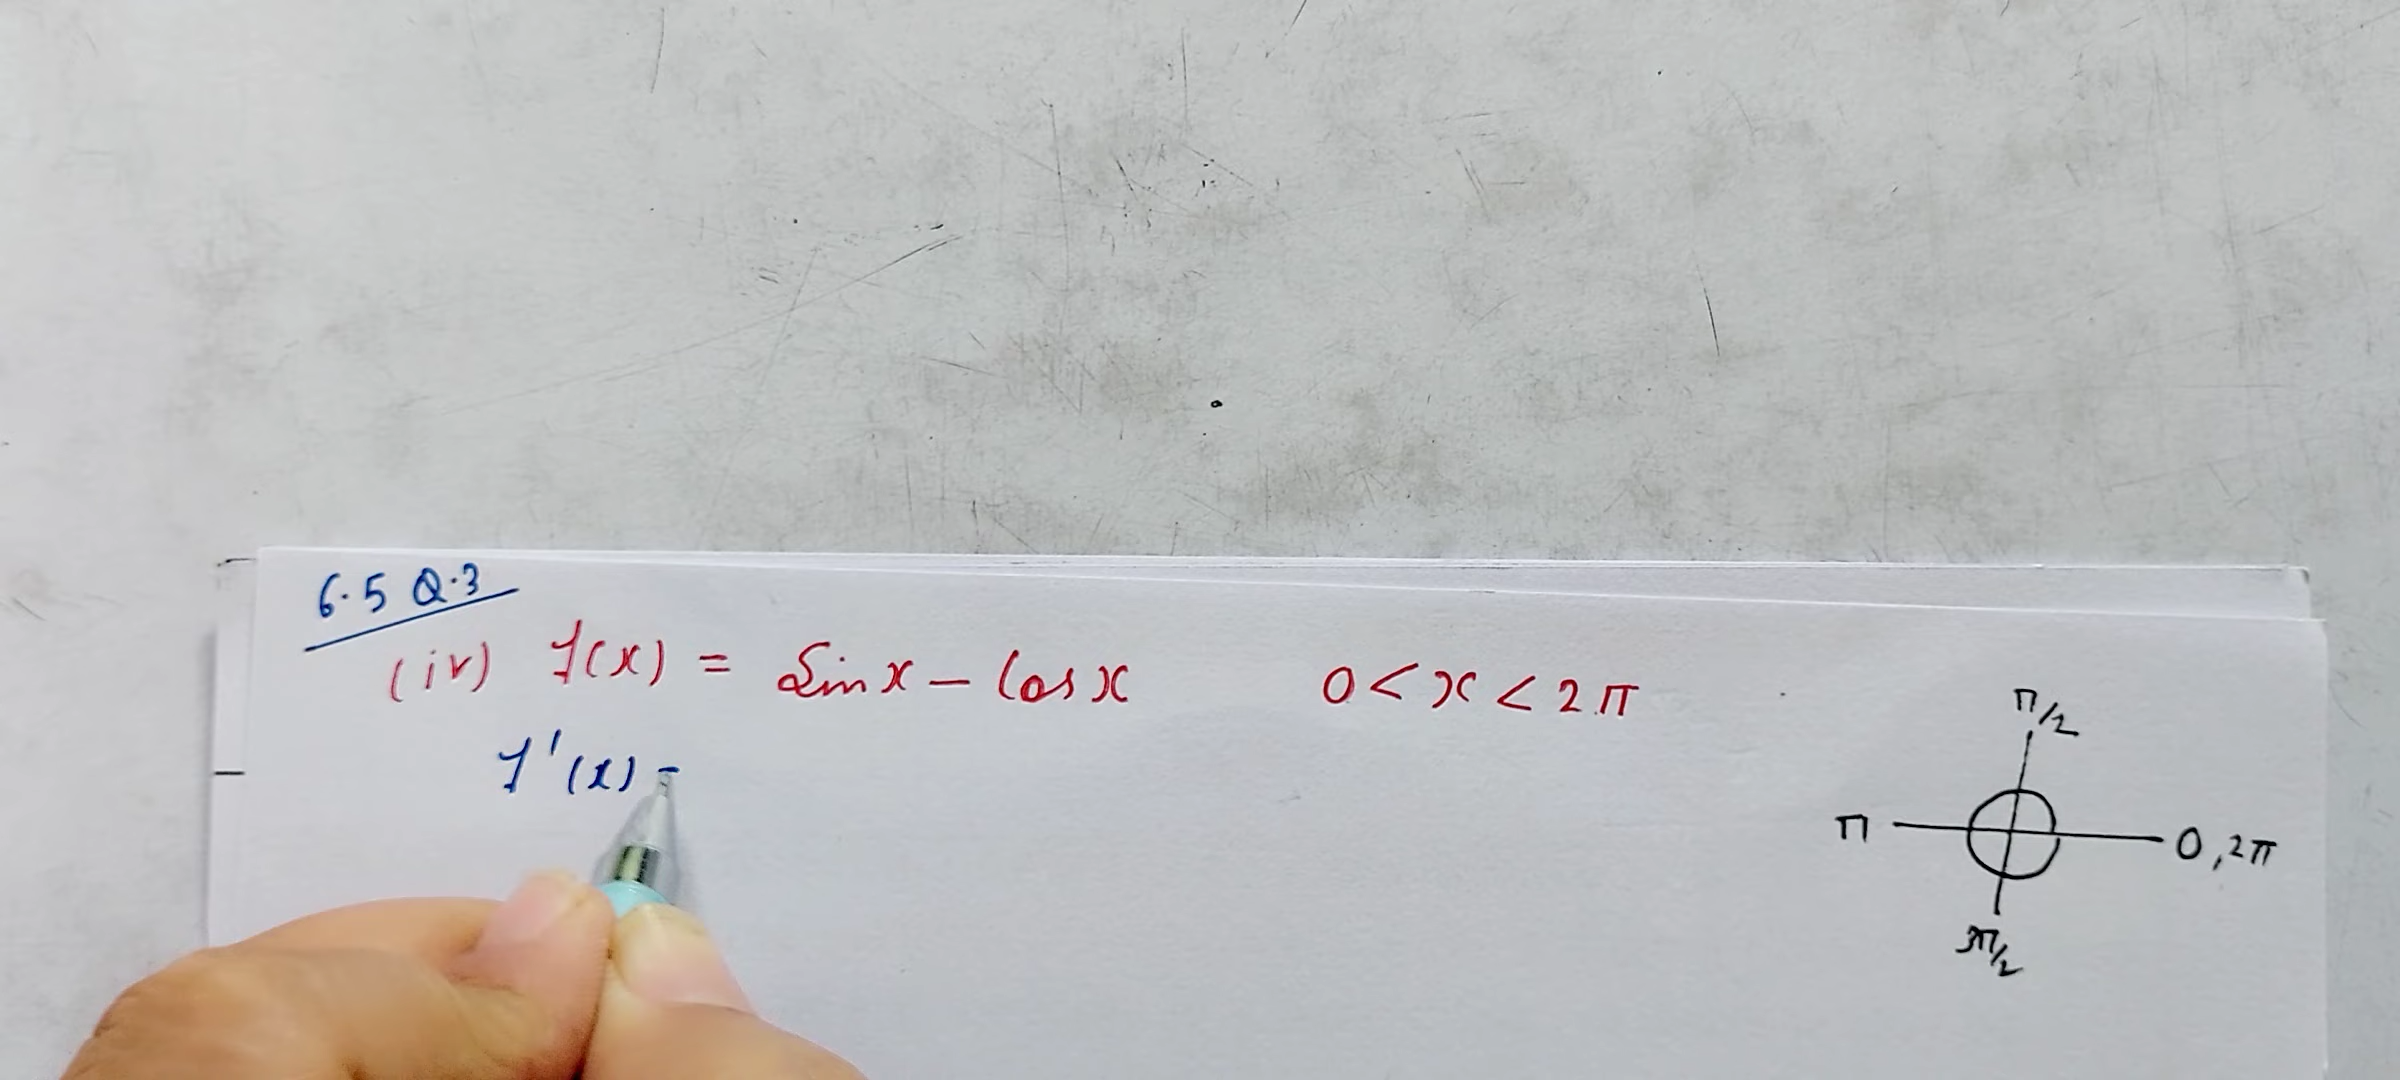 6.5 Q.3
(iv) f(x) = Sin x – Cos x 0 < x < 2π
f'(x) =
π/2
π 0, 2π
3π/2